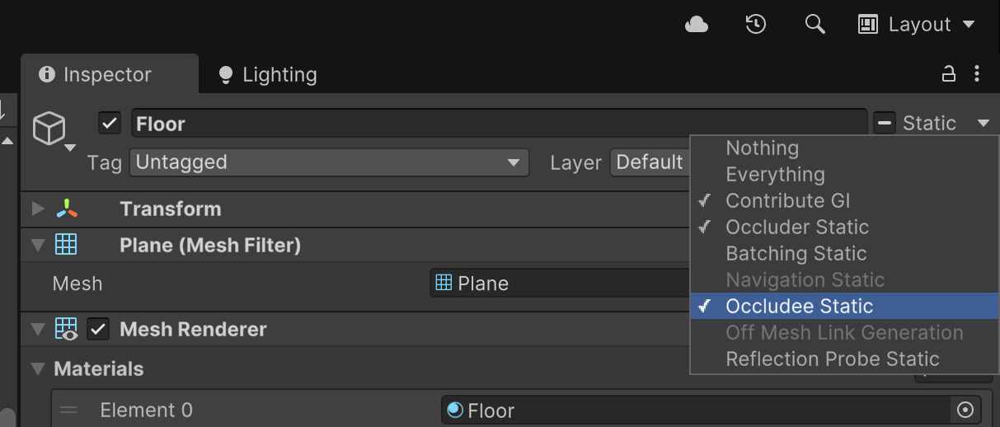 Layout
Inspector Lighting
Floor Static
Tag Untagged Layer Default
Nothing
Everything
Contribute GI
Occluder Static
Batching Static
Navigation Static
Occludee Static
Off Mesh Link Generation
Reflection Probe Static
Transform
Plane (Mesh Filter)
Mesh Plane
Mesh Renderer
Materials
Element 0 Floor